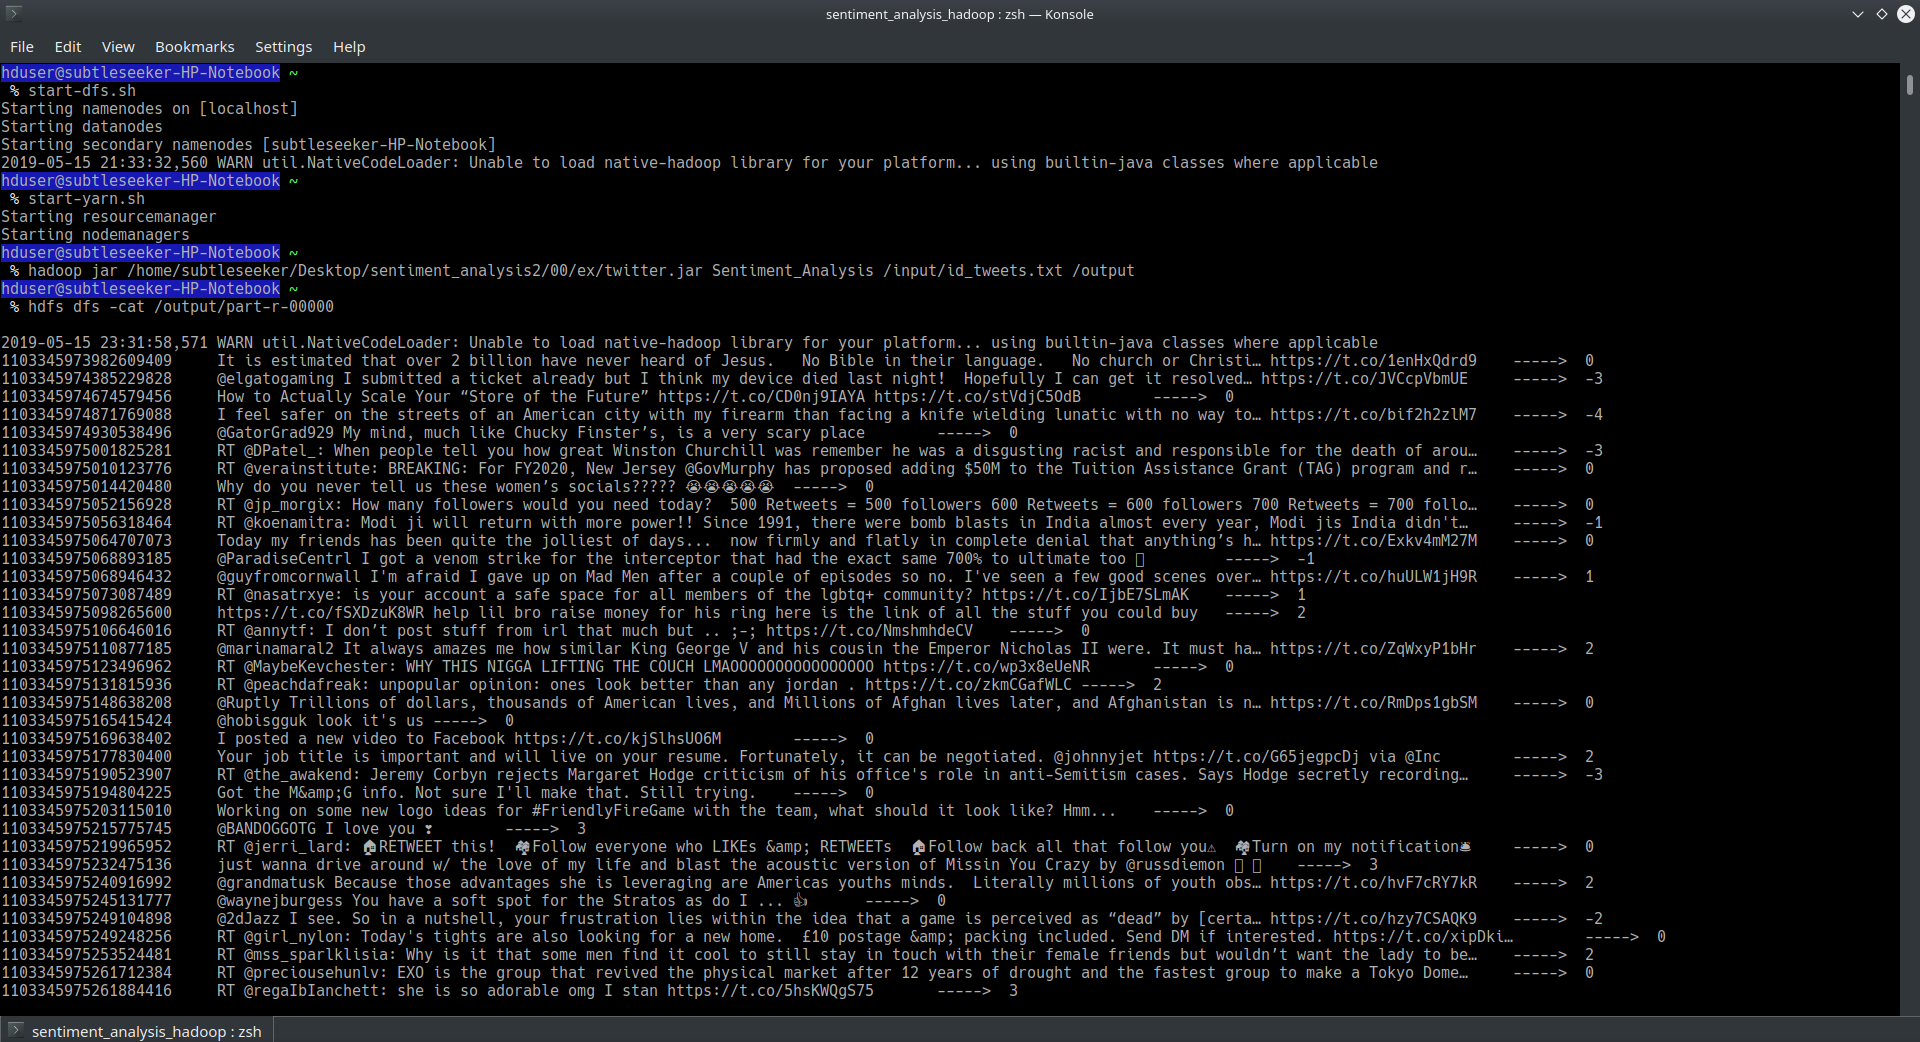 sentiment_analysis_hadoop : zsh — Konsole
File Edit View Bookmarks Settings Help
hduser@subtleseeker-HP-Notebook ~
% start-dfs.sh
Starting namenodes on [localhost]
Starting datanodes
Starting secondary namenodes [subtleseeker-HP-Notebook]
2019-05-15 21:33:32,560 WARN util.NativeCodeLoader: Unable to load native-hadoop library for your platform... using builtin-java classes where applicable
hduser@subtleseeker-HP-Notebook ~
% start-yarn.sh
Starting resourcemanager
Starting nodemanagers
hduser@subtleseeker-HP-Notebook ~
% hadoop jar /home/subtleseeker/Desktop/sentiment_analysis2/00/ex/twitter.jar Sentiment_Analysis /input/id_tweets.txt /output
hduser@subtleseeker-HP-Notebook ~
% hdfs dfs -cat /output/part-r-00000
2019-05-15 23:31:58,571 WARN util.NativeCodeLoader: Unable to load native-hadoop library for your platform... using builtin-java classes where applicable
1103345973982609409 It is estimated that over 2 billion have never heard of Jesus. No Bible in their language. No church or Christi… https://t.co/1enHxQdrd9 -----> 0
1103345974385229828 @elgatogaming I submitted a ticket already but I think my device died last night! Hopefully I can get it resolved… https://t.co/JVCcpVbmUE -----> -3
1103345974674579456 How to Actually Scale Your “Store of the Future” https://t.co/CD0nj9IAYA https://t.co/stVdjC5OdB -----> 0
1103345974871769088 I feel safer on the streets of an American city with my firearm than facing a knife wielding lunatic with no way to… https://t.co/bif2h2zlM7 -----> -4
1103345974930538496 @GatorGrad929 My mind, much like Chucky Finster’s, is a very scary place -----> 0
1103345975001825281 RT @DPatel_: When people tell you how great Winston Churchill was remember he was a disgusting racist and responsible for the death of arou… -----> -3
1103345975010123776 RT @verainstitute: BREAKING: For FY2020, New Jersey @GovMurphy has proposed adding $50M to the Tuition Assistance Grant (TAG) program and r… -----> 0
1103345975014420480 Why do you never tell us these women’s socials????? 😭😭😭😭😭 -----> 0
1103345975052156928 RT @jp_morgix: How many followers would you need today? 500 Retweets = 500 followers 600 Retweets = 600 followers 700 Retweets = 700 follo… -----> 0
1103345975056318464 RT @koenamitra: Modi ji will return with more power!! Since 1991, there were bomb blasts in India almost every year, Modi jis India didn't… -----> -1
1103345975064707073 Today my friends has been quite the jolliest of days... now firmly and flatly in complete denial that anything’s h… https://t.co/Exkv4mM27M -----> 0
1103345975068893185 @ParadiseCentrl I got a venom strike for the interceptor that had the exact same 700% to ultimate too -----> -1
1103345975068946432 @guyfromcornwall I'm afraid I gave up on Mad Men after a couple of episodes so no. I've seen a few good scenes over… https://t.co/huULW1jH9R -----> 1
1103345975073087489 RT @nasatrxye: is your account a safe space for all members of the lgbtq+ community? https://t.co/IjbE7SLmAK -----> 1
1103345975098265600 https://t.co/fSXDzuK8WR help lil bro raise money for his ring here is the link of all the stuff you could buy -----> 2
1103345975106646016 RT @annytf: I don’t post stuff from irl that much but .. ;-; https://t.co/NmshmhdeCV -----> 0
1103345975110877185 @marinamaral2 It always amazes me how similar King George V and his cousin the Emperor Nicholas II were. It must ha… https://t.co/ZqWxyP1bHr -----> 2
1103345975123496962 RT @MaybeKevchester: WHY THIS NIGGA LIFTING THE COUCH LMAOOOOOOOOOOOOOOOO https://t.co/wp3x8eUeNR -----> 0
1103345975131815936 RT @peachdafreak: unpopular opinion: ones look better than any jordan . https://t.co/zkmCGafWLC -----> 2
1103345975148638208 @Ruptly Trillions of dollars, thousands of American lives, and Millions of Afghan lives later, and Afghanistan is n… https://t.co/RmDps1gbSM -----> 0
1103345975165415424 @hobisgguk look it's us -----> 0
1103345975169638402 I posted a new video to Facebook https://t.co/kjSlhsUO6M -----> 0
1103345975177830400 Your job title is important and will live on your resume. Fortunately, it can be negotiated. @johnnyjet https://t.co/G65jegpcDj via @Inc -----> 2
1103345975190523907 RT @the_awakend: Jeremy Corbyn rejects Margaret Hodge criticism of his office's role in anti-Semitism cases. Says Hodge secretly recording… -----> -3
1103345975194804225 Got the M&amp;G info. Not sure I'll make that. Still trying. -----> 0
1103345975203115010 Working on some new logo ideas for #FriendlyFireGame with the team, what should it look like? Hmm... -----> 0
1103345975215775745 @BANDOGGOTG I love you ❣ -----> 3
1103345975219965952 RT @jerri_lard: 🏠RETWEET this! 🏘Follow everyone who LIKEs &amp; RETWEETs 🏠Follow back all that follow you⚠ 🏘Turn on my notification🛎 -----> 0
1103345975232475136 just wanna drive around w/ the love of my life and blast the acoustic version of Missin You Crazy by @russdiemon -----> 3
1103345975240916992 @grandmatusk Because those advantages she is leveraging are Americas youths minds. Literally millions of youth obs… https://t.co/hvF7cRY7kR -----> 2
1103345975245131777 @waynejburgess You have a soft spot for the Stratos as do I ... 👍 -----> 0
1103345975249104898 @2dJazz I see. So in a nutshell, your frustration lies within the idea that a game is perceived as “dead” by [certa… https://t.co/hzy7CSAQK9 -----> -2
1103345975249248256 RT @girl_nylon: Today's tights are also looking for a new home. £10 postage &amp; packing included. Send DM if interested. https://t.co/xipDki… -----> 0
1103345975253524481 RT @mss_sparklisia: Why is it that some men find it cool to still stay in touch with their female friends but wouldn’t want the lady to be… -----> 2
1103345975261712384 RT @preciousehunlv: EXO is the group that revived the physical market after 12 years of drought and the fastest group to make a Tokyo Dome… -----> 0
1103345975261884416 RT @regaIbIanchett: she is so adorable omg I stan https://t.co/5hsKWQgS75 -----> 3
sentiment_analysis_hadoop : zsh